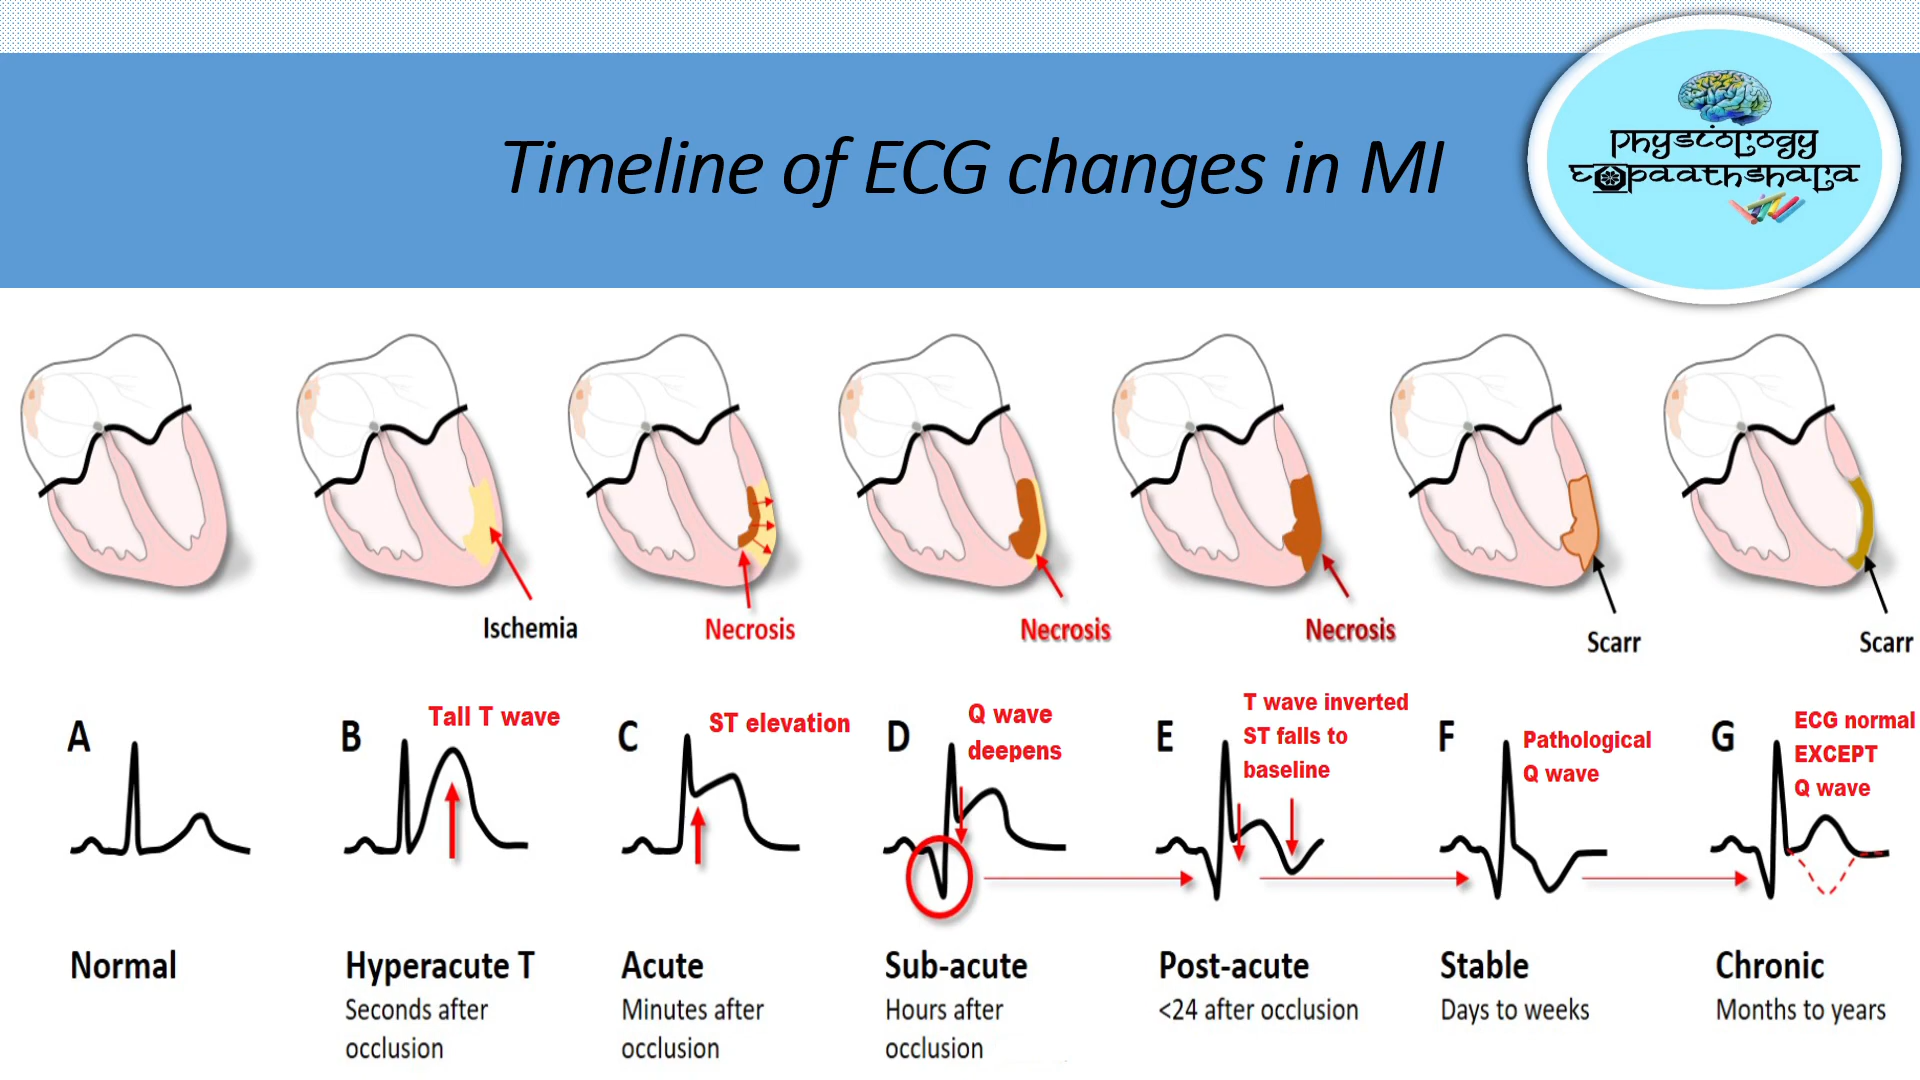 Timeline of ECG changes in MI
Physiology
E-paathshala
Ischemia
Necrosis
Necrosis
Necrosis
Scarr
Scarr
A
B
Tall T wave
C
ST elevation
D
Q wave
deepens
E
T wave inverted
ST falls to
baseline
F
Pathological
Q wave
G
ECG normal
EXCEPT
Q wave
Normal
Hyperacute T
Seconds after
occlusion
Acute
Minutes after
occlusion
Sub-acute
Hours after
occlusion
Post-acute
<24 after occlusion
Stable
Days to weeks
Chronic
Months to years